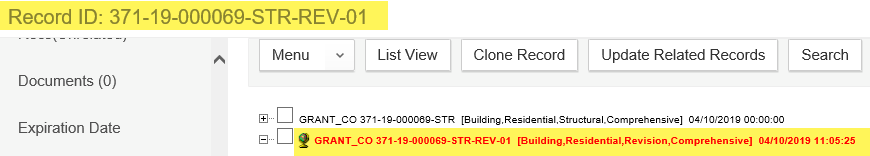 Record ID: 371-19-000069-STR-REV-01
Documents (0)
Expiration Date
Menu
List View
Clone Record
Update Related Records
Search
GRANT_CO 371-19-000069-STR [Building,Residential,Structural,Comprehensive] 04/10/2019 00:00:00
GRANT_CO 371-19-000069-STR-REV-01 [Building,Residential,Revision,Comprehensive] 04/10/2019 11:05:25